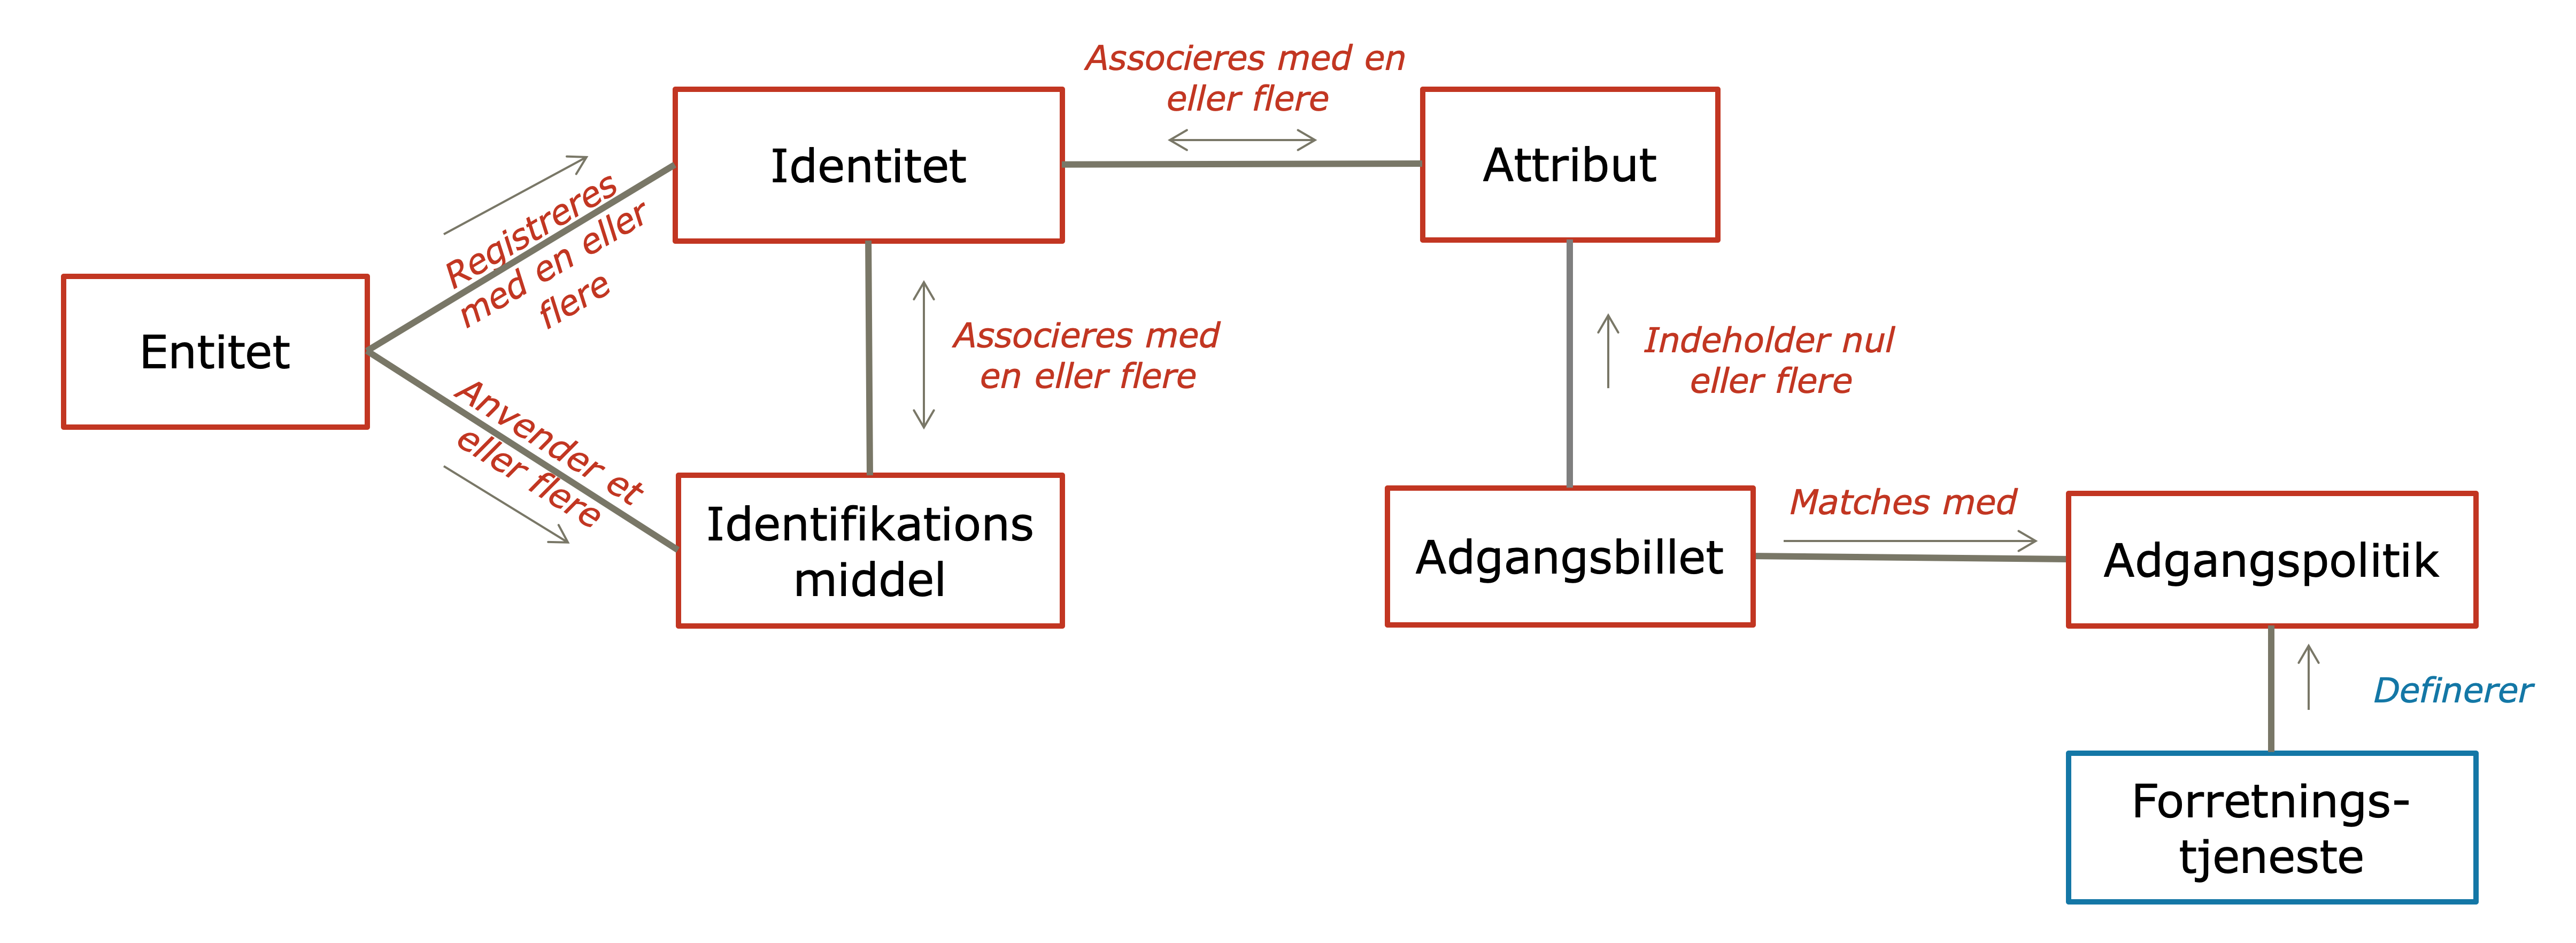 Associeres med en
eller flere
Identitet
Attribut
Registreres
med en eller
flere
Entitet
Associeres med
en eller flere
Indeholder nul
eller flere
Anvender et
eller flere
Identifikations
middel
Adgangsbillet
Matches med
Adgangspolitik
Definerer
Forretnings-
tjeneste